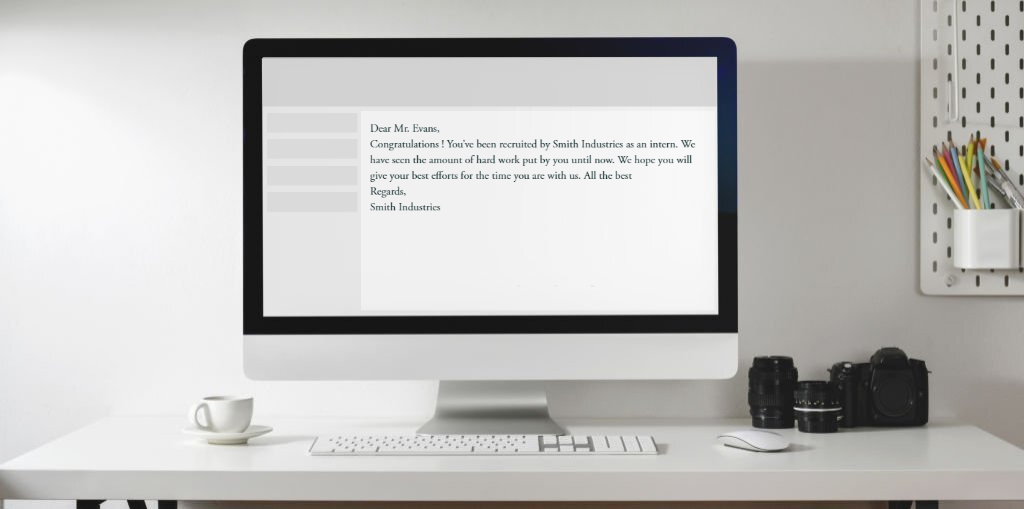 Dear Mr. Evans,
Congratulations ! You've been recruited by Smith Industries as an intern. We
have seen the amount of hard work put by you until now. We hope you will
give your best efforts for the time you are with us. All the best
Regards,
Smith Industries